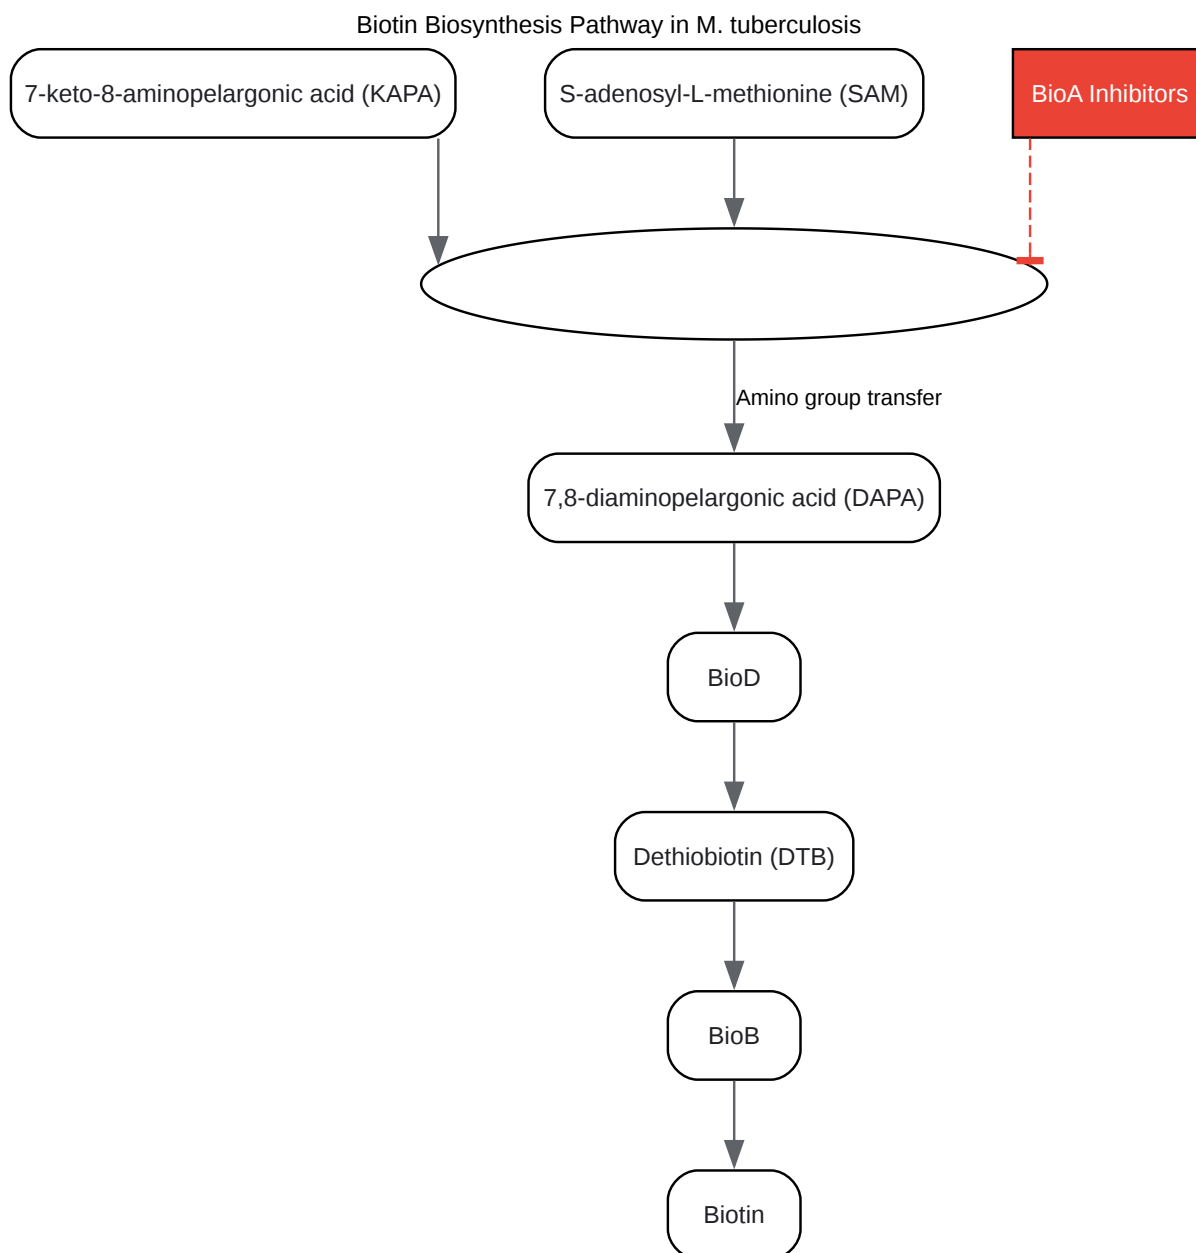 Biotin Biosynthesis Pathway in M. tuberculosis
7-keto-8-aminopelargonic acid (KAPA)
S-adenosyl-L-methionine (SAM)
BioA Inhibitors
Amino group transfer
7,8-diaminopelargonic acid (DAPA)
BioD
Dethiobiotin (DTB)
BioB
Biotin